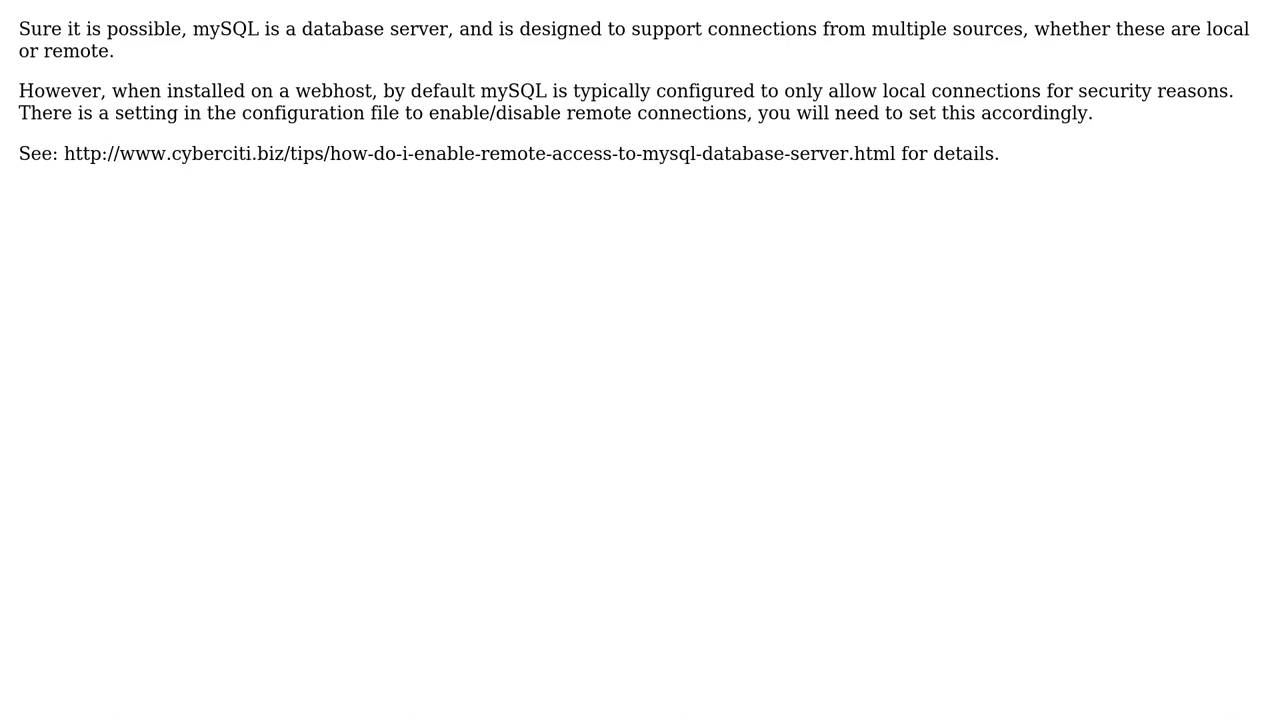 Sure it is possible, mySQL is a database server, and is designed to support connections from multiple sources, whether these are local
or remote.
However, when installed on a webhost, by default mySQL is typically configured to only allow local connections for security reasons.
There is a setting in the configuration file to enable/disable remote connections, you will need to set this accordingly.
See: http://www.cyberciti.biz/tips/how-do-i-enable-remote-access-to-mysql-database-server.html for details.